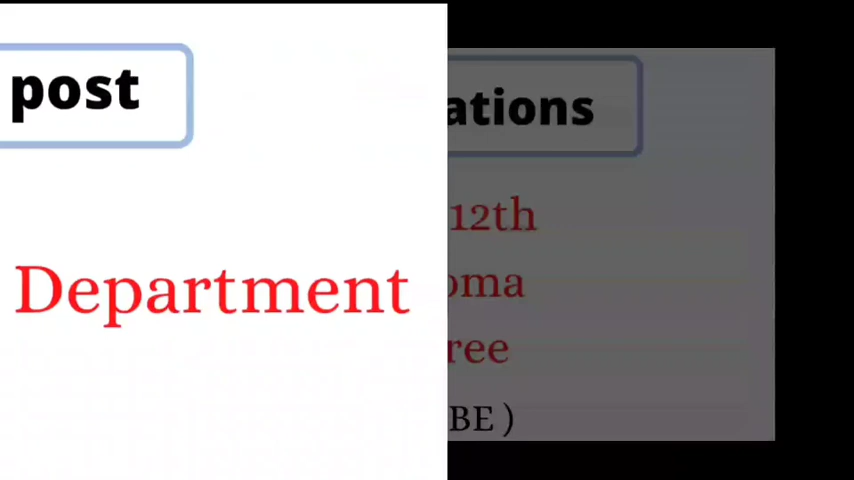 post
Department
ations
12th
oma
ree
BE )